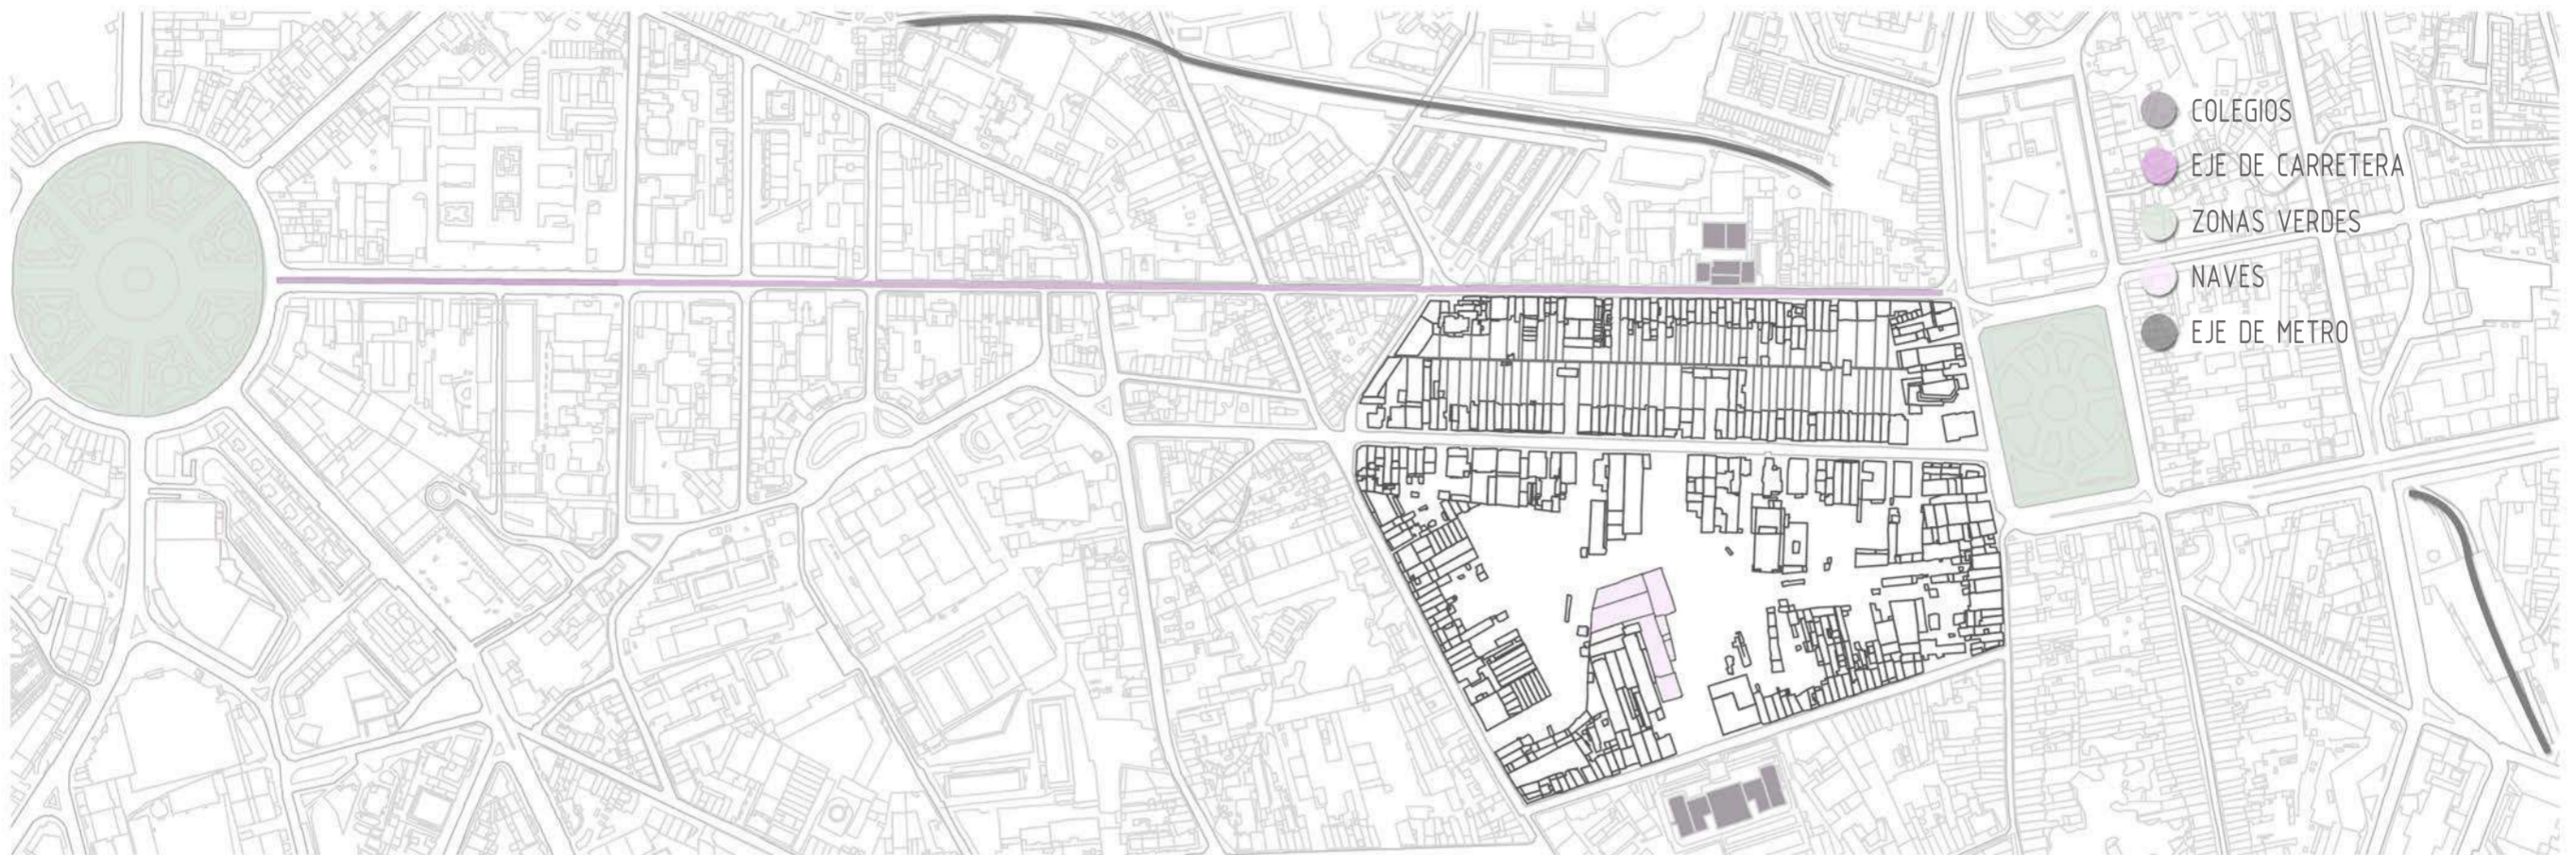 COLEGIOS
EJE DE CARRETERA
ZONAS VERDES
NAVES
EJE DE METRO